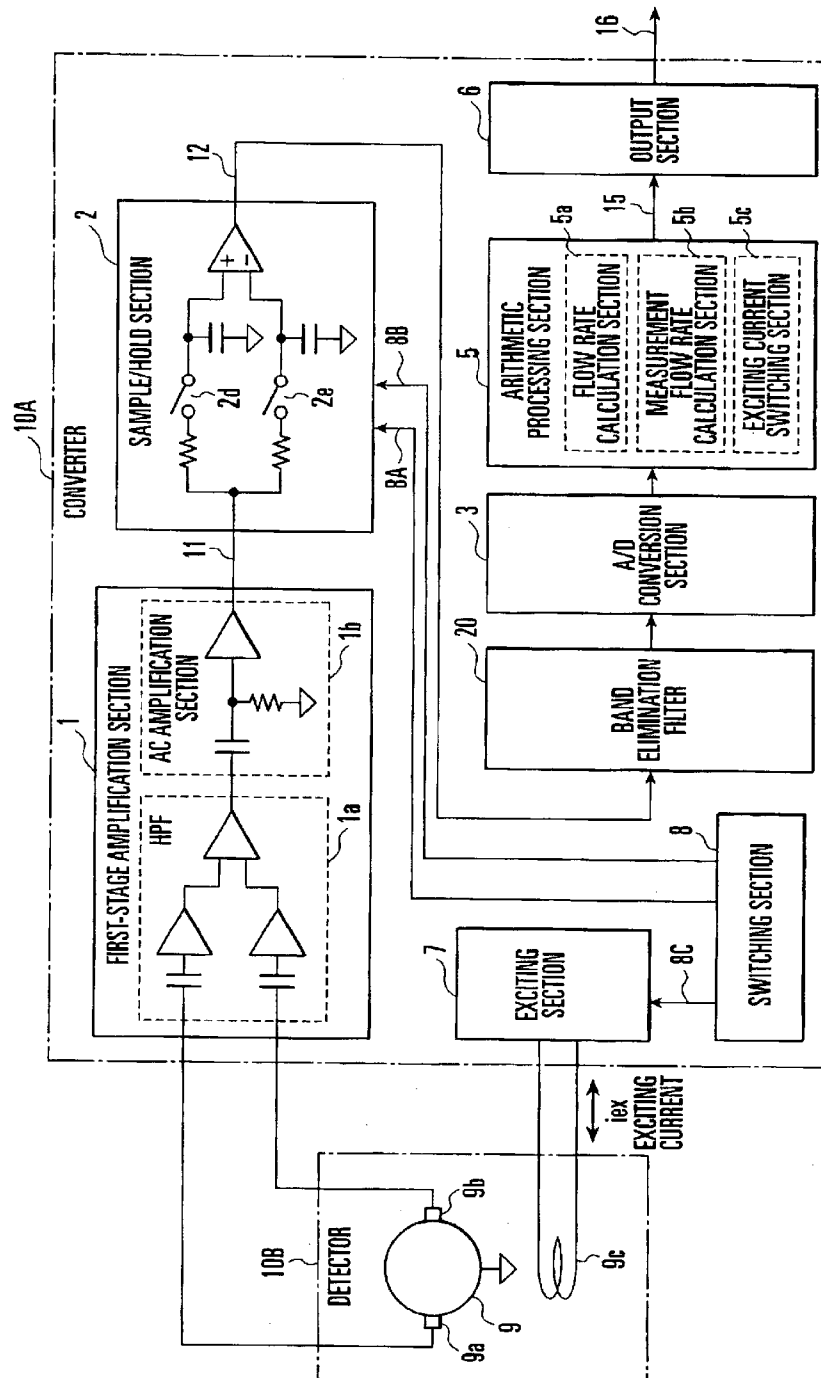 10A
CONVERTER
1
FIRST-STAGE AMPLIFICATION SECTION
HPF
1a
AC AMPLIFICATION
SECTION
1b
11
2
SAMPLE/HOLD SECTION
2d
2e
+
−
12
8A
8B
10B
DETECTOR
9a
9b
9
9c
iex
EXCITING
CURRENT
7
EXCITING
SECTION
8C
8
SWITCHING SECTION
20
BAND
ELIMINATION
FILTER
3
A/D
CONVERSION
SECTION
5
ARITHMETIC
PROCESSING SECTION
5a
FLOW RATE
CALCULATION SECTION
5b
MEASUREMENT
FLOW RATE
CALCULATION SECTION
5c
EXCITING CURRENT
SWITCHING SECTION
15
6
OUTPUT
SECTION
16